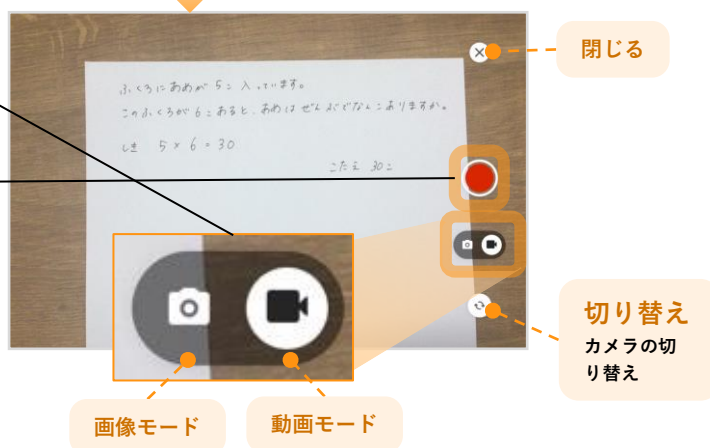 閉じる
ふくろにあめが5こ入っています。
このふくろが6こあると、あめはぜんぶでなんこありますか。
しき 5×6=30
こたえ 30こ
切り替え
カメラの切
り替え
画像モード
動画モード